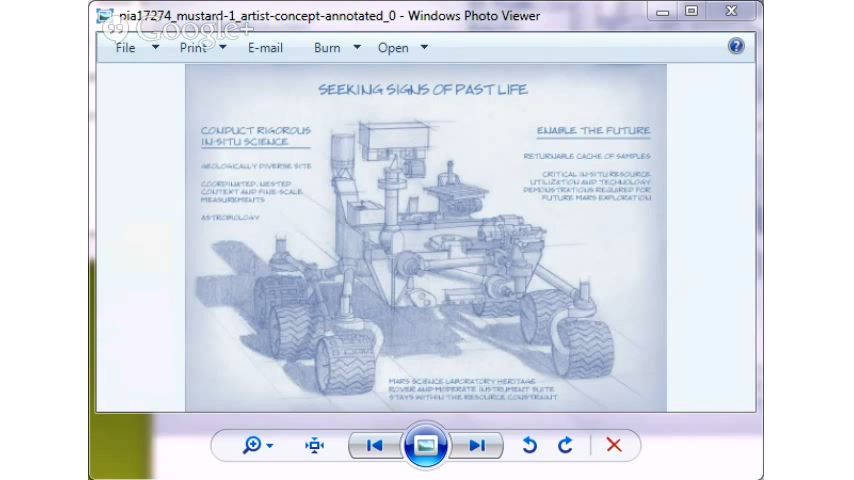 pia17274_mustard-1_artist-concept-annotated_0 - Windows Photo Viewer
Google+
File Print E-mail Burn Open
SEEKING SIGNS OF PAST LIFE
CONDUCT RIGOROUS
IN-SITU SCIENCE
GEOLOGICALLY DIVERSE SITE
COORDINATED, NESTED
CONTEXT AND FINE-SCALE
MEASUREMENTS
ASTROBIOLOGY
ENABLE THE FUTURE
RETURNABLE CACHE OF SAMPLES
CRITICAL IN-SITU RESOURCE
UTILIZATION AND TECHNOLOGY
DEMONSTRATIONS REQUIRED FOR
FUTURE MARS EXPLORATION
MARS SCIENCE LABORATORY HERITAGE
ROVER AND MODERATE INSTRUMENT SUITE
STAYS WITHIN THE RESOURCE CONSTRAINT